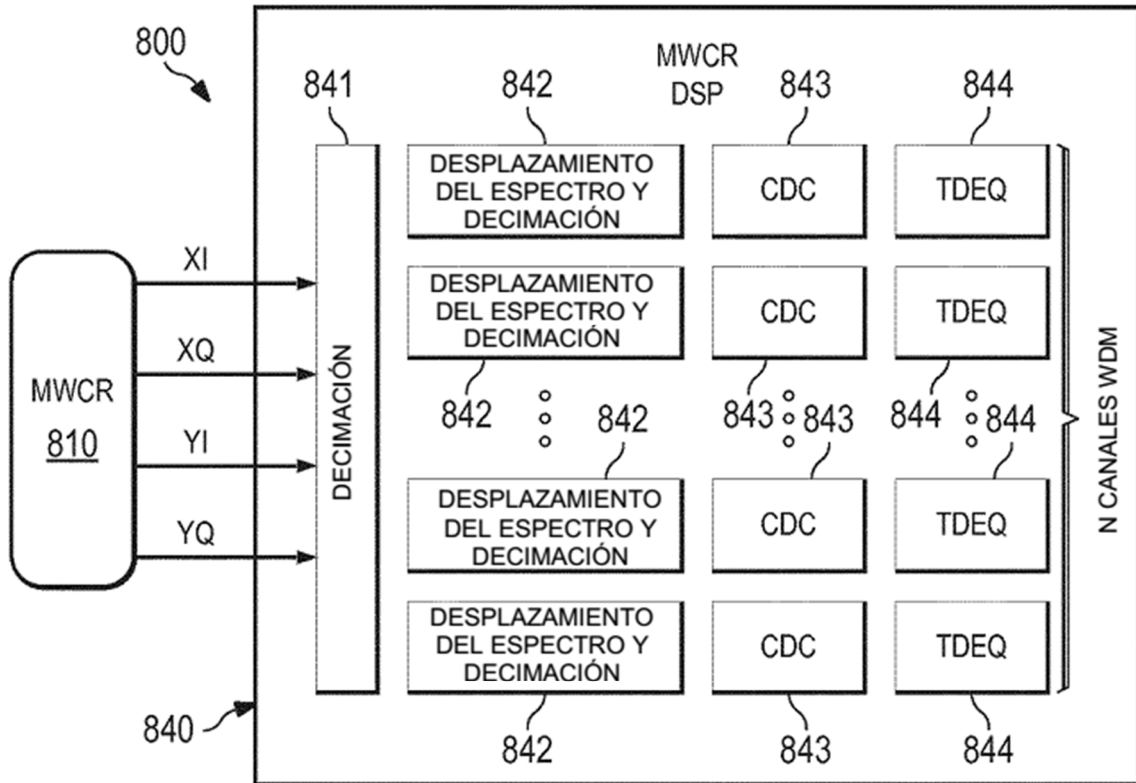 800
MWCR
DSP
841
842
843
844
DESPLAZAMIENTO
DEL ESPECTRO Y
DECIMACIÓN
CDC
TDEQ
XI
DESPLAZAMIENTO
DEL ESPECTRO Y
DECIMACIÓN
CDC
TDEQ
XQ
MWCR
810
DECIMACIÓN
842
842
843
843
844
844
N CANALES WDM
YI
DESPLAZAMIENTO
DEL ESPECTRO Y
DECIMACIÓN
CDC
TDEQ
YQ
DESPLAZAMIENTO
DEL ESPECTRO Y
DECIMACIÓN
CDC
TDEQ
840
842
843
844